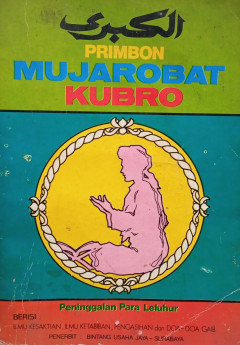 الكبرى
PRIMBON
MUJAROBAT
KUBRO
Peninggalan Para Leluhur
BERISI
ILMU KESAKTIAN, ILMU KETABIBAN, PENGASIHAN dan DOA-DOA GAIB
PENERBIT : BINTANG USAHA JAYA - SURABAYA